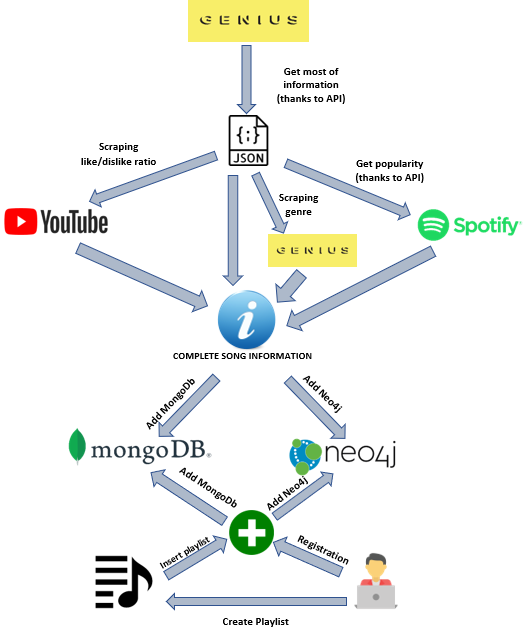 GENIUS
Get most of
information
(thanks to API)
{;}
JSON
Scraping
like/dislike ratio
Get popularity
(thanks to API)
Scraping
genre
YouTube
Spotify
GENIUS
i
COMPLETE SONG INFORMATION
Add MongoDb
Add Neo4j
mongoDB®
neo4j
Add MongoDb
Add Neo4j
Insert playlist
Registration
Create Playlist